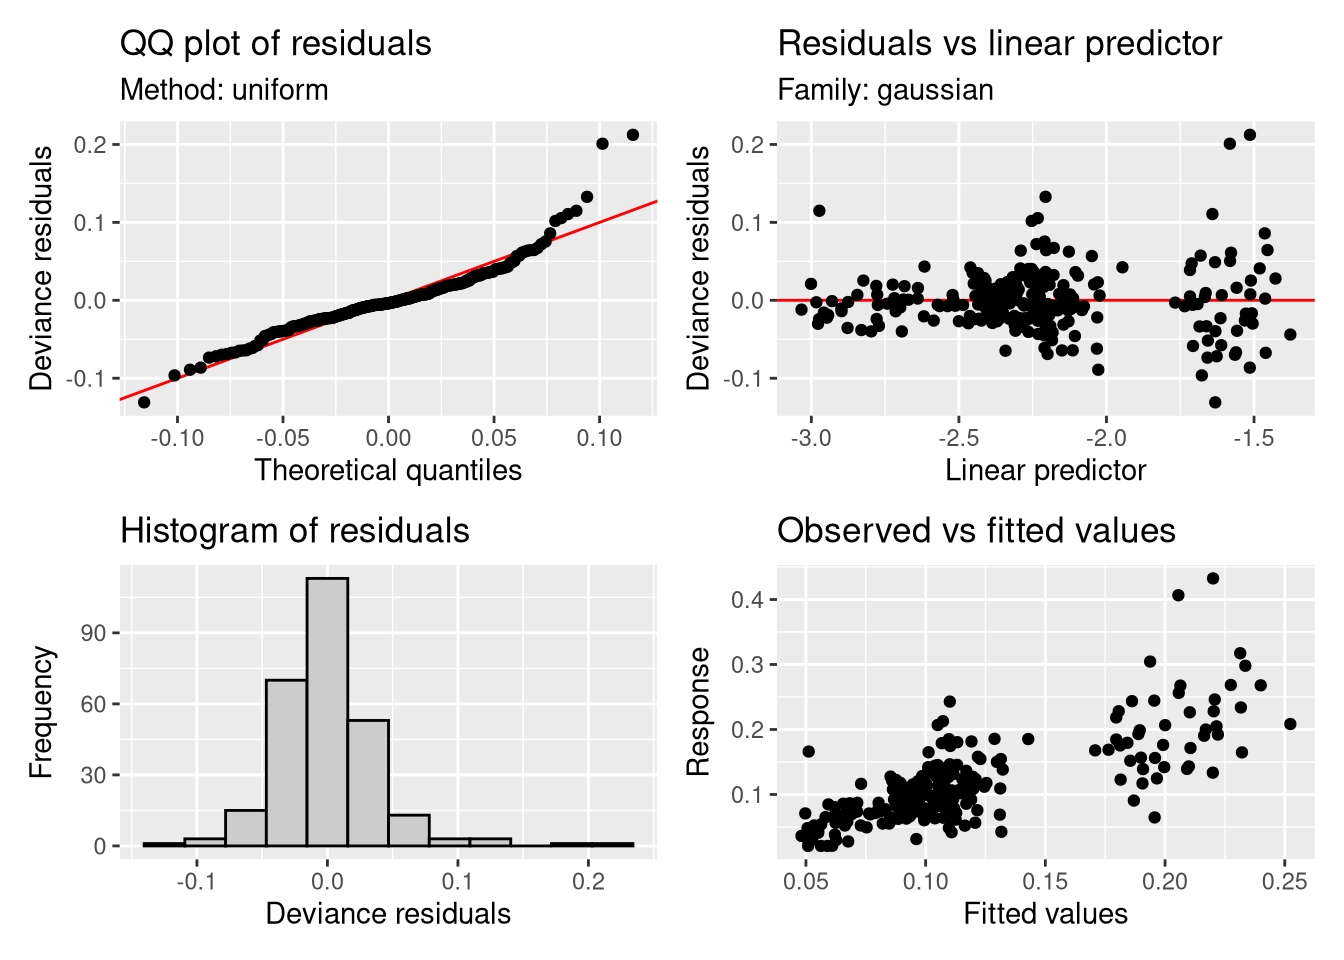 QQ plot of residuals
Method: uniform
Deviance residuals
0.2
0.1
0.0
-0.1
-0.10 -0.05 0.00 0.05 0.10
Theoretical quantiles
Residuals vs linear predictor
Family: gaussian
Deviance residuals
0.2
0.1
0.0
-0.1
-3.0 -2.5 -2.0 -1.5
Linear predictor
Histogram of residuals
Frequency
90
60
30
0
-0.1 0.0 0.1 0.2
Deviance residuals
Observed vs fitted values
Response
0.4
0.3
0.2
0.1
0.05 0.10 0.15 0.20 0.25
Fitted values